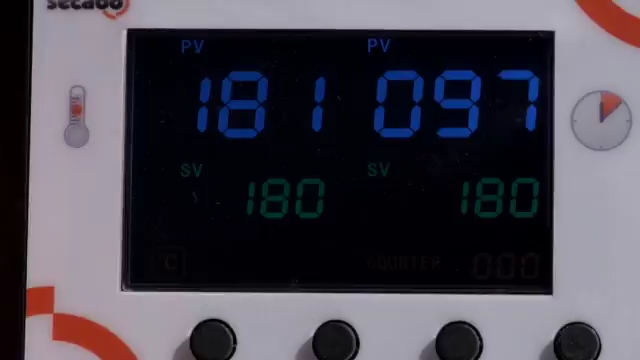 secabo
PV PV
181 097
SV SV
180 180
°C COUNTER 000